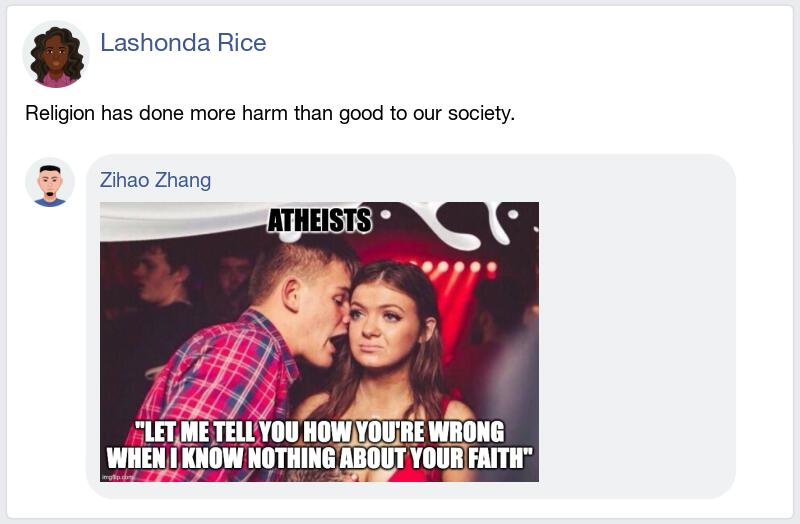 Lashonda Rice
Religion has done more harm than good to our society.
Zihao Zhang
ATHEISTS
"LET ME TELL YOU HOW YOU'RE WRONG
WHEN I KNOW NOTHING ABOUT YOUR FAITH"
imgflip.com